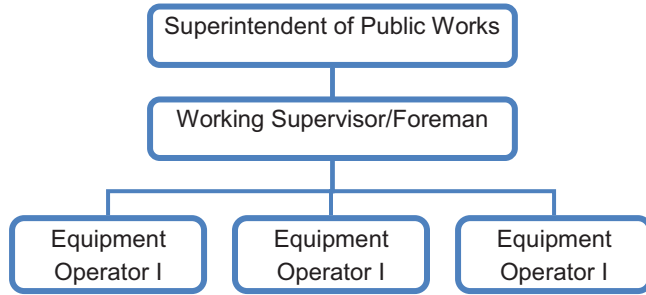 Superintendent of Public Works
Working Supervisor/Foreman
Equipment
Operator I
Equipment
Operator I
Equipment
Operator I